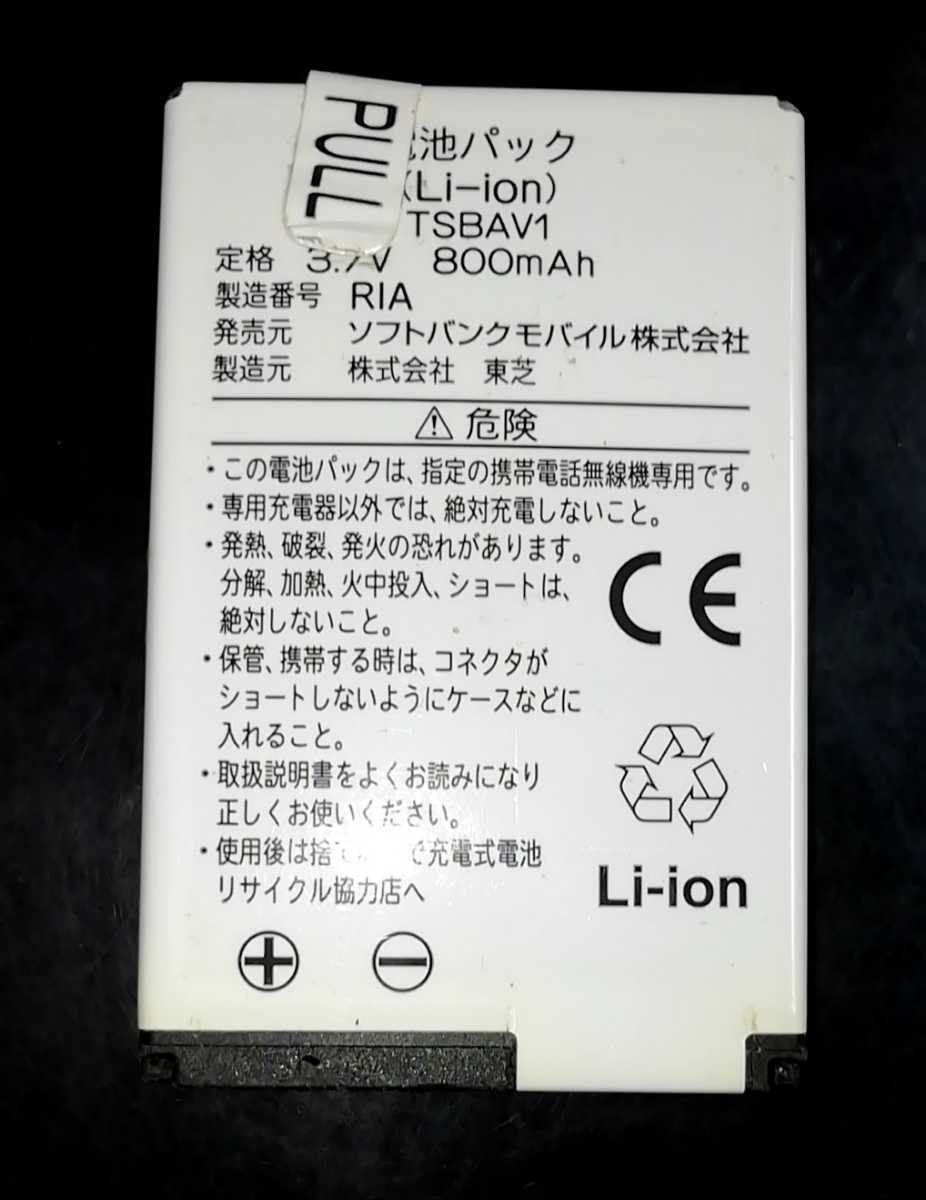 PULL
池パック
(Li-ion)
TSBAV1
定格 3.7V 800mAh
製造番号 RIA
発売元 ソフトバンクモバイル株式会社
製造元 株式会社 東芝
⚠ 危険
・この電池パックは、指定の携帯電話無線機専用です。
・専用充電器以外では、絶対充電しないこと。
・発熱、破裂、発火の恐れがあります。
分解、加熱、火中投入、ショートは、
絶対しないこと。
・保管、携帯する時は、コネクタが
ショートしないようにケースなどに
入れること。
・取扱説明書をよくお読みになり
正しくお使いください。
・使用後は捨て で充電式電池
リサイクル協力店へ
CE
Li-ion
+ −